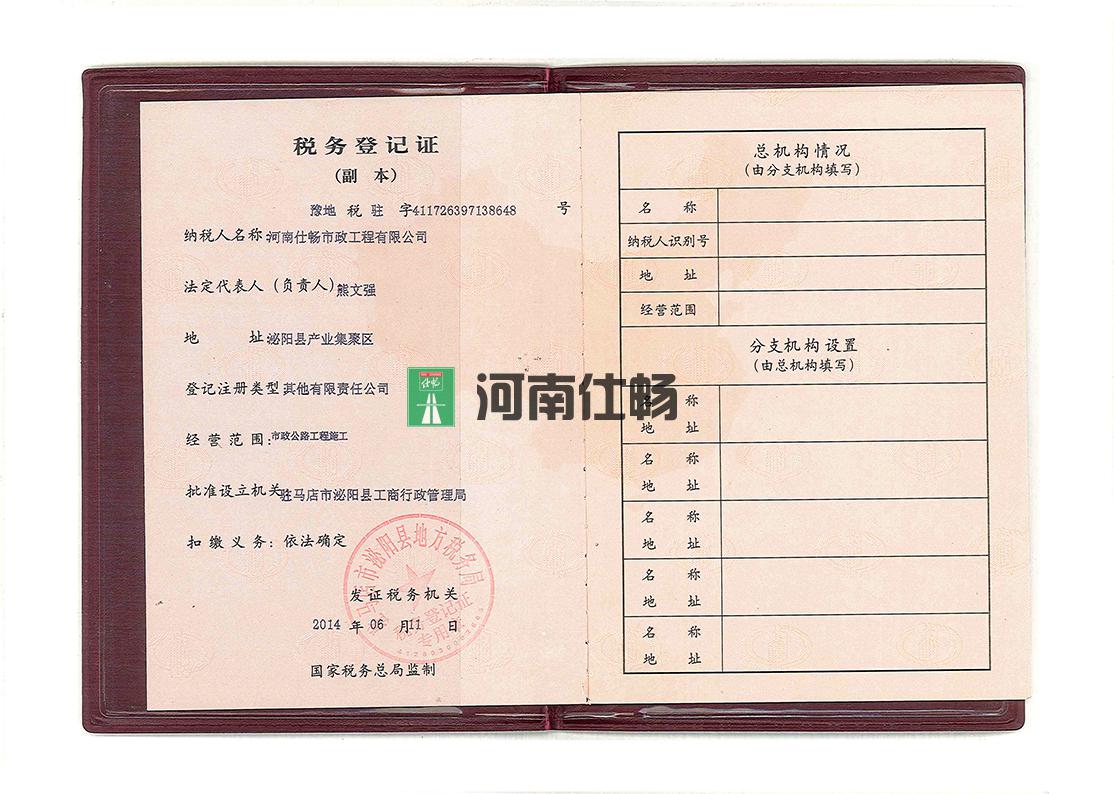 税务登记证
(副 本)
豫地 税 驻 字411726397138648 号
纳税人名称:河南仕畅市政工程有限公司
法定代表人(负责人)熊文强
地 址:泌阳县产业集聚区
登记注册类型 其他有限责任公司
经营范围:市政公路工程施工
批准设立机关 驻马店市泌阳县工商行政管理局
扣缴义务:依法确定
驻马店市泌阳县地方税务局
税务登记证
专用章
发证税务机关
2014 年 06 月 11 日
国家税务总局监制
仕畅
河南仕畅
总机构情况
(由分支机构填写)
名 称
纳税人识别号
地 址
经营范围
分支机构设置
(由总机构填写)
名 称
地 址
名 称
地 址
名 称
地 址
名 称
地 址
名 称
地 址